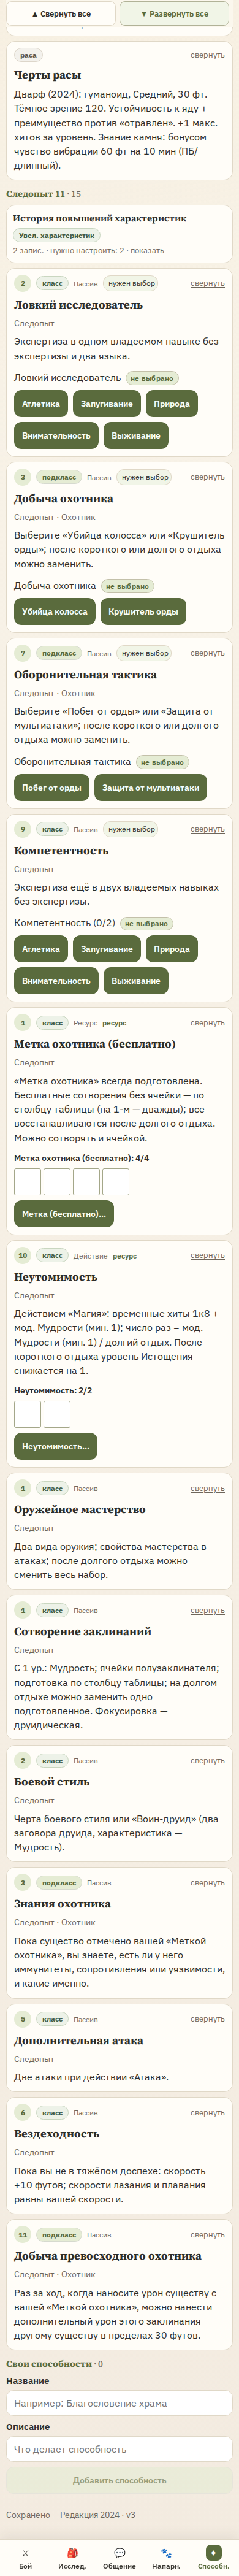 ▲ Свернуть все
▼ Развернуть все
раса
свернуть
Черты расы
Дварф (2024): гуманоид, Средний, 30 фт.
Тёмное зрение 120. Устойчивость к яду +
преимущество против «отравлен». +1 макс.
хитов за уровень. Знание камня: бонусом
чувство вибрации 60 фт на 10 мин (ПБ/
длинный).
Следопыт 11 · 15
История повышений характеристик
Увел. характеристик
2 запис. · нужно настроить: 2 · показать
2 класс Пассив нужен выбор свернуть
Ловкий исследователь
Следопыт
Экспертиза в одном владеемом навыке без
экспертизы и два языка.
Ловкий исследователь не выбрано
Атлетика Запугивание Природа
Внимательность Выживание
3 подкласс Пассив нужен выбор свернуть
Добыча охотника
Следопыт · Охотник
Выберите «Убийца колосса» или «Крушитель
орды»; после короткого или долгого отдыха
можно заменить.
Добыча охотника не выбрано
Убийца колосса Крушитель орды
7 подкласс Пассив нужен выбор свернуть
Оборонительная тактика
Следопыт · Охотник
Выберите «Побег от орды» или «Защита от
мультиатаки»; после короткого или долгого
отдыха можно заменить.
Оборонительная тактика не выбрано
Побег от орды Защита от мультиатаки
9 класс Пассив нужен выбор свернуть
Компетентность
Следопыт
Экспертиза ещё в двух владеемых навыках
без экспертизы.
Компетентность (0/2) не выбрано
Атлетика Запугивание Природа
Внимательность Выживание
1 класс Ресурс ресурс свернуть
Метка охотника (бесплатно)
Следопыт
«Метка охотника» всегда подготовлена.
Бесплатные сотворения без ячейки — по
столбцу таблицы (на 1-м — дважды); все
восстанавливаются после долгого отдыха.
Можно сотворять и ячейкой.
Метка охотника (бесплатно): 4/4
Метка (бесплатно)…
10 класс Действие ресурс свернуть
Неутомимость
Следопыт
Действием «Магия»: временные хиты 1к8 +
мод. Мудрости (мин. 1); число раз = мод.
Мудрости (мин. 1) / долгий отдых. После
короткого отдыха уровень Истощения
снижается на 1.
Неутомимость: 2/2
Неутомимость…
1 класс Пассив свернуть
Оружейное мастерство
Следопыт
Два вида оружия; свойства мастерства в
атаках; после долгого отдыха можно
сменить весь набор.
1 класс Пассив свернуть
Сотворение заклинаний
Следопыт
С 1 ур.: Мудрость; ячейки полузаклинателя;
подготовка по столбцу таблицы; на долгом
отдыхе можно заменить одно
подготовленное. Фокусировка —
друидическая.
2 класс Пассив свернуть
Боевой стиль
Следопыт
Черта боевого стиля или «Воин-друид» (два
заговора друида, характеристика —
Мудрость).
3 подкласс Пассив свернуть
Знания охотника
Следопыт · Охотник
Пока существо отмечено вашей «Меткой
охотника», вы знаете, есть ли у него
иммунитеты, сопротивления или уязвимости,
и какие именно.
5 класс Пассив свернуть
Дополнительная атака
Следопыт
Две атаки при действии «Атака».
6 класс Пассив свернуть
Вездеходность
Следопыт
Пока вы не в тяжёлом доспехе: скорость
+10 футов; скорости лазания и плавания
равны вашей скорости.
11 подкласс Пассив свернуть
Добыча превосходного охотника
Следопыт · Охотник
Раз за ход, когда наносите урон существу с
вашей «Меткой охотника», можно нанести
дополнительный урон этого заклинания
другому существу в пределах 30 футов.
Свои способности · 0
Название
Например: Благословение храма
Описание
Что делает способность
Добавить способность
Сохранено Редакция 2024 · v3
Бой Исслед. Общение Напарн. Способн.